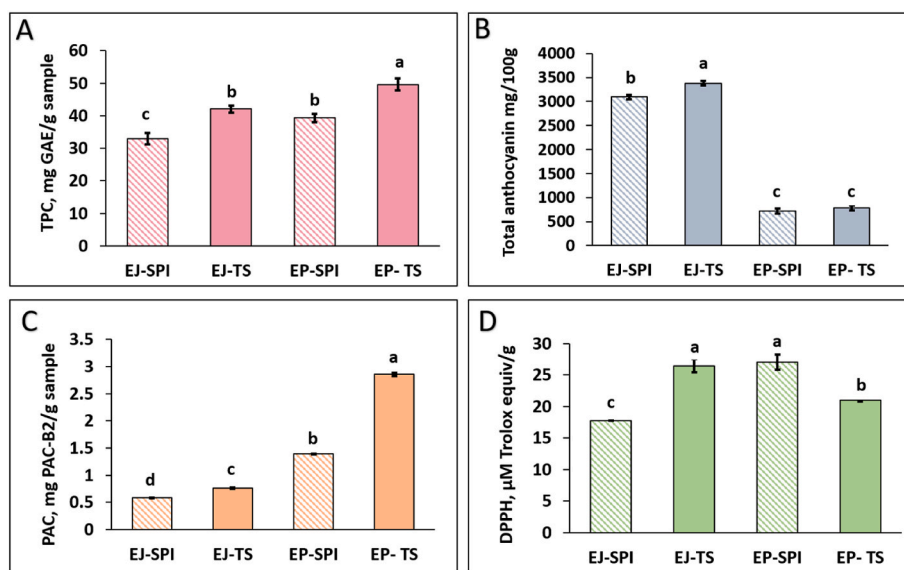 A
TPC, mg GAE/g sample
60
50
40
30
20
10
0
c
b
b
a
EJ-SPI EJ-TS EP-SPI EP- TS
B
Total anthocyanin mg/100g
4000
3500
3000
2500
2000
1500
1000
500
0
b
a
c
c
EJ-SPI EJ-TS EP-SPI EP- TS
C
PAC, mg PAC-B2/g sample
3.5
3
2.5
2
1.5
1
0.5
0
d
c
b
a
EJ-SPI EJ-TS EP-SPI EP- TS
D
DPPH, µM Trolox equiv/g
30
25
20
15
10
5
0
c
a
a
b
EJ-SPI EJ-TS EP-SPI EP- TS